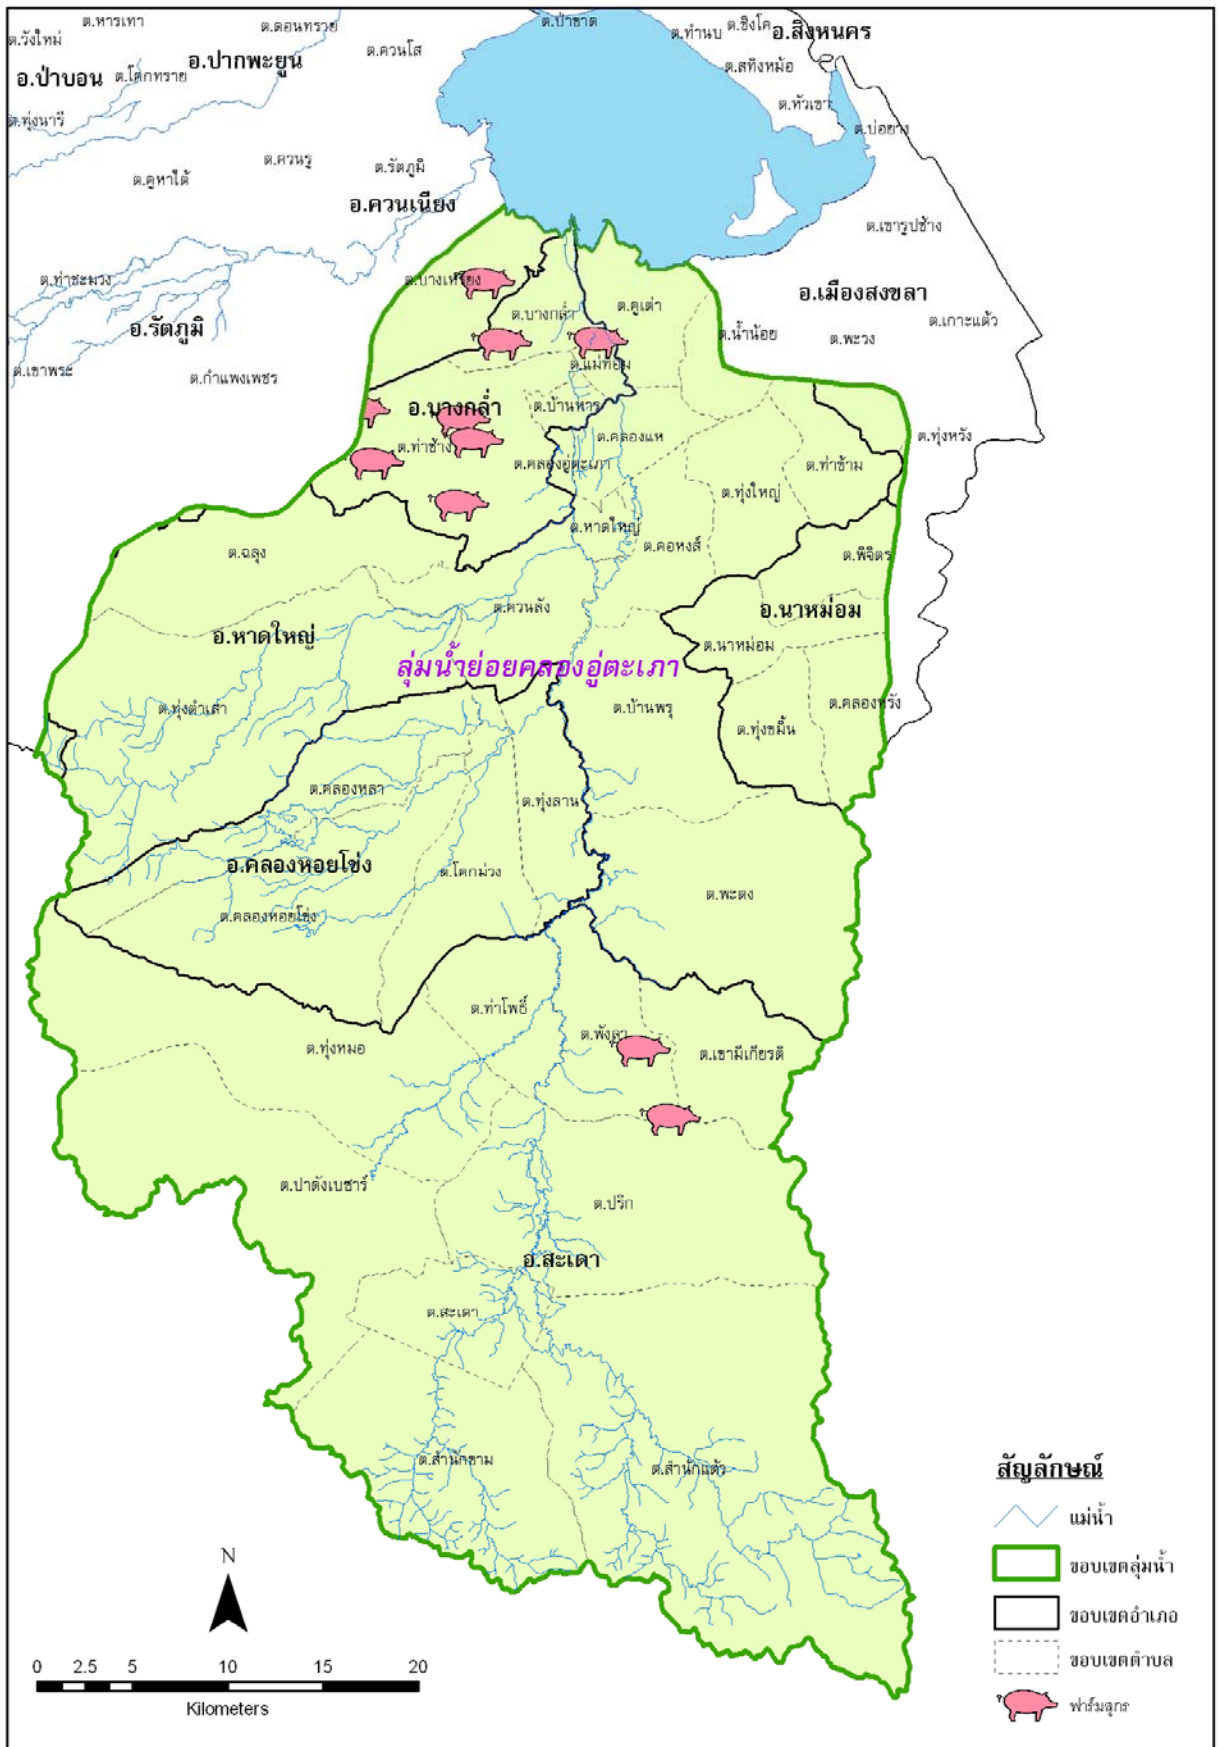 ต.หารเทา
ต.ดอนทราย
ต.ป่าขาด
ต.ชิงโค
อ.สิงหนคร
ต.วังใหม่
ต.ควนโส
ต.ทำนบ
อ.ปากพะยูน
อ.ป่าบอน
ต.โคกทราย
ต.สทิงหม้อ
ต.หัวเขา
ต.ทุ่งนารี
ต.บ่อยาง
ต.ควนรู
ต.รัตภูมิ
ต.คูหาใต้
อ.ควนเนียง
ต.เขารูปช้าง
ต.ท่าชะมวง
ต.บางเหรียง
อ.เมืองสงขลา
ต.คูเต่า
ต.บางกล่ำ
ต.เกาะแต้ว
อ.รัตภูมิ
ต.น้ำน้อย
ต.พะวง
ต.แม่ทอม
ต.เขาพระ
ต.กำแพงเพชร
อ.บางกล่ำ
ต.บ้านหาร
ต.คลองแห
ต.ทุ่งหวัง
ต.ท่าช้าง
ต.คลองอู่ตะเภา
ต.ท่าข้าม
ต.ทุ่งใหญ่
ต.หาดใหญ่
ต.คอหงส์
ต.ฉลุง
ต.พิจิตร
ต.ควนลัง
อ.นาหม่อม
อ.หาดใหญ่
ต.นาหม่อม
ลุ่มน้ำย่อยคลองอู่ตะเภา
ต.คลองหรัง
ต.ทุ่งตำเสา
ต.บ้านพรุ
ต.ทุ่งขมิ้น
ต.คลองหลา
ต.ทุ่งลาน
อ.คลองหอยโข่ง
ต.โคกม่วง
ต.พะตง
ต.คลองหอยโข่ง
ต.ท่าโพธิ์
ต.พังลา
ต.ทุ่งหมอ
ต.เขามีเกียรติ
ต.ปาดังเบซาร์
ต.ปริก
อ.สะเดา
ต.สะเดา
ต.สำนักขาม
ต.สำนักแต้ว
สัญลักษณ์
แม่น้ำ
ขอบเขตลุ่มน้ำ
ขอบเขตอำเภอ
ขอบเขตตำบล
ฟาร์มสุกร
N
0 2.5 5 10 15 20
Kilometers